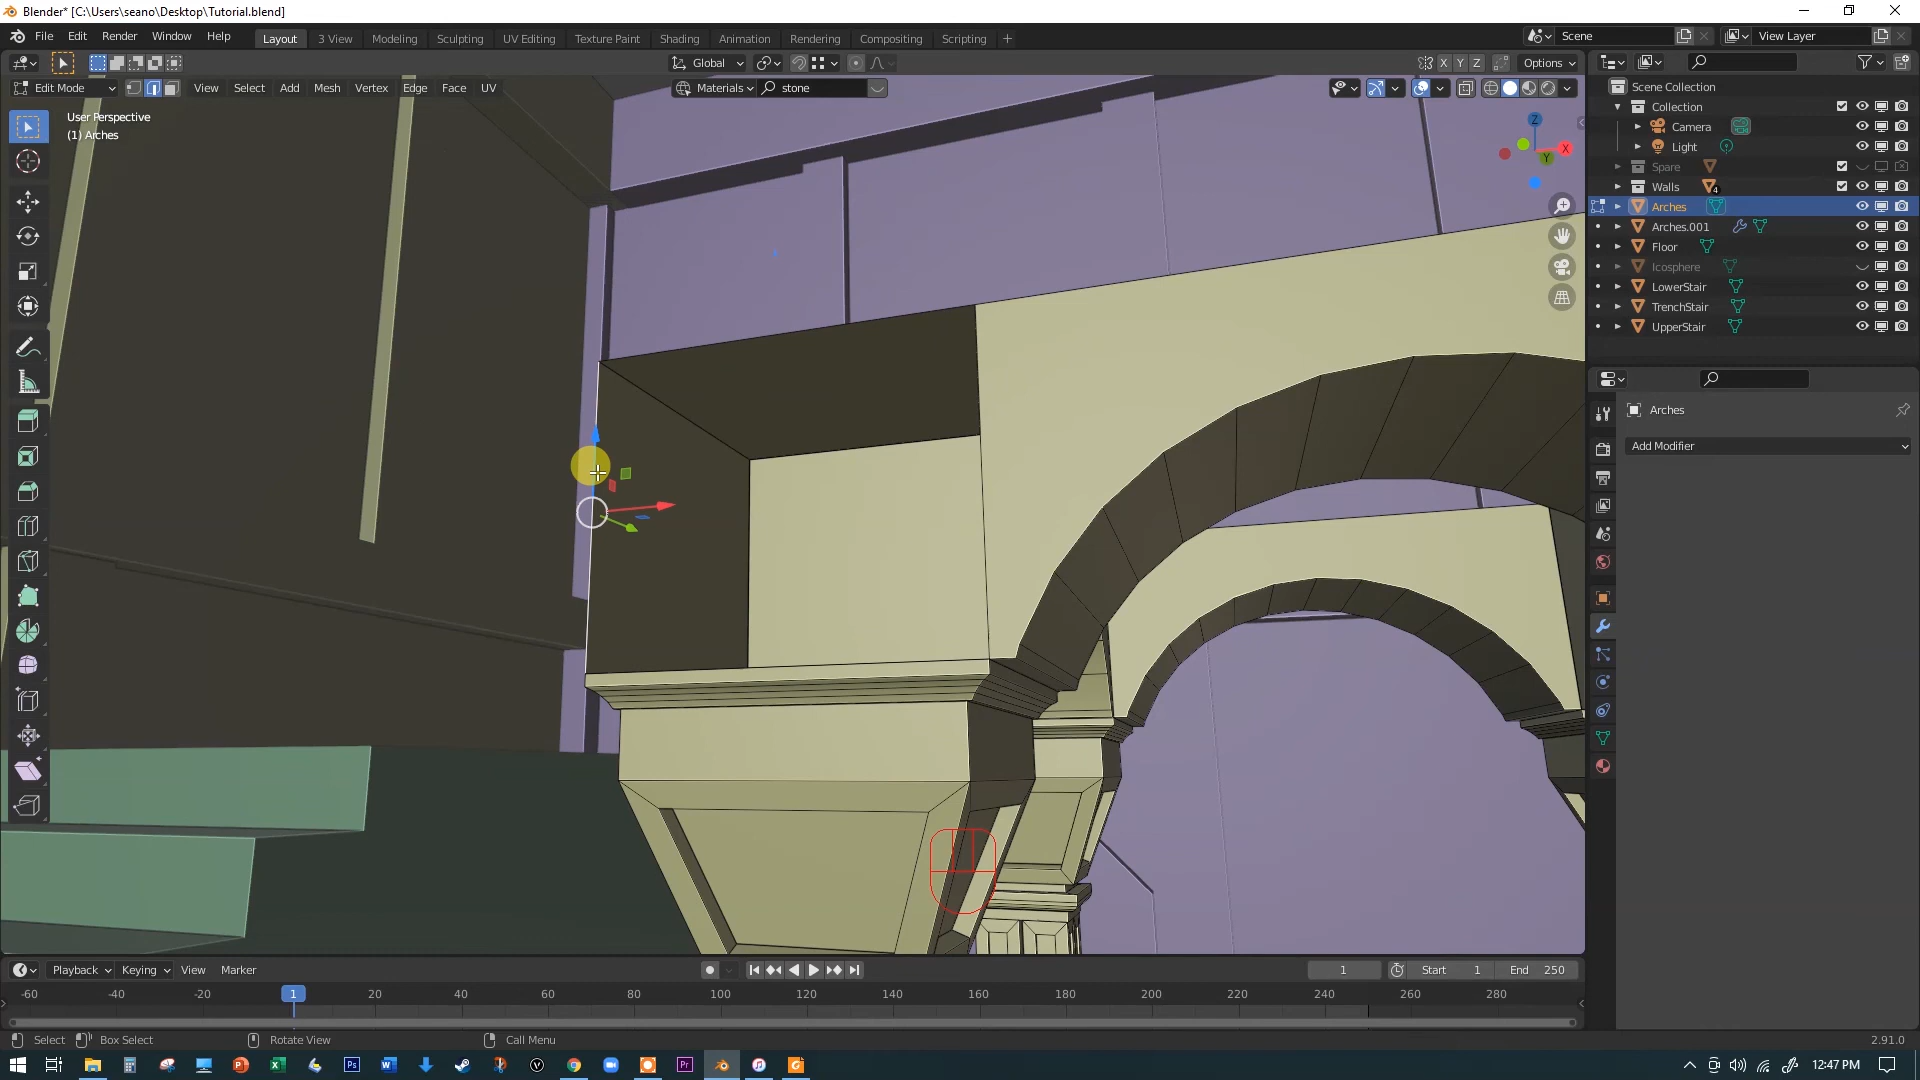 Blender* [C:\Users\seano\Desktop\Tutorial.blend]
File Edit Render Window Help Layout 3 View Modeling Sculpting UV Editing Texture Paint Shading Animation Rendering Compositing Scripting + Scene View Layer
Global X Y Z Options
Edit Mode View Select Add Mesh Vertex Edge Face UV Materials stone
User Perspective
(1) Arches
Z
X
Y
Scene Collection
Collection
Camera
Light
Spare
Walls 4
Arches
Arches.001
Floor
Icosphere
LowerStair
TrenchStair
UpperStair
Arches
Add Modifier
Playback Keying View Marker 1 Start 1 End 250
-60 -40 -20 1 20 40 60 80 100 120 140 160 180 200 220 240 260 280
Select Box Select Rotate View Call Menu 2.91.0
12:47 PM